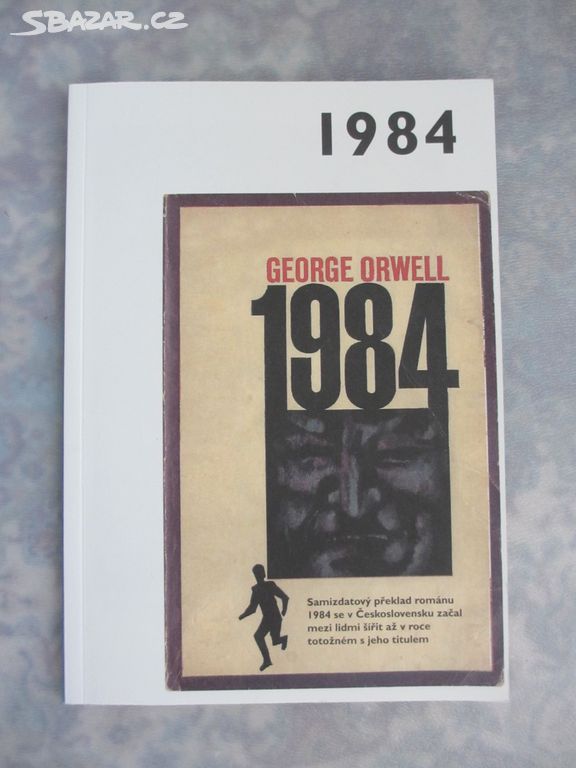 SBAZAR.CZ
1984
GEORGE ORWELL
1984
Samizdatový překlad románu
1984 se v Československu začal
mezi lidmi šířit až v roce
totožném s jeho titulem